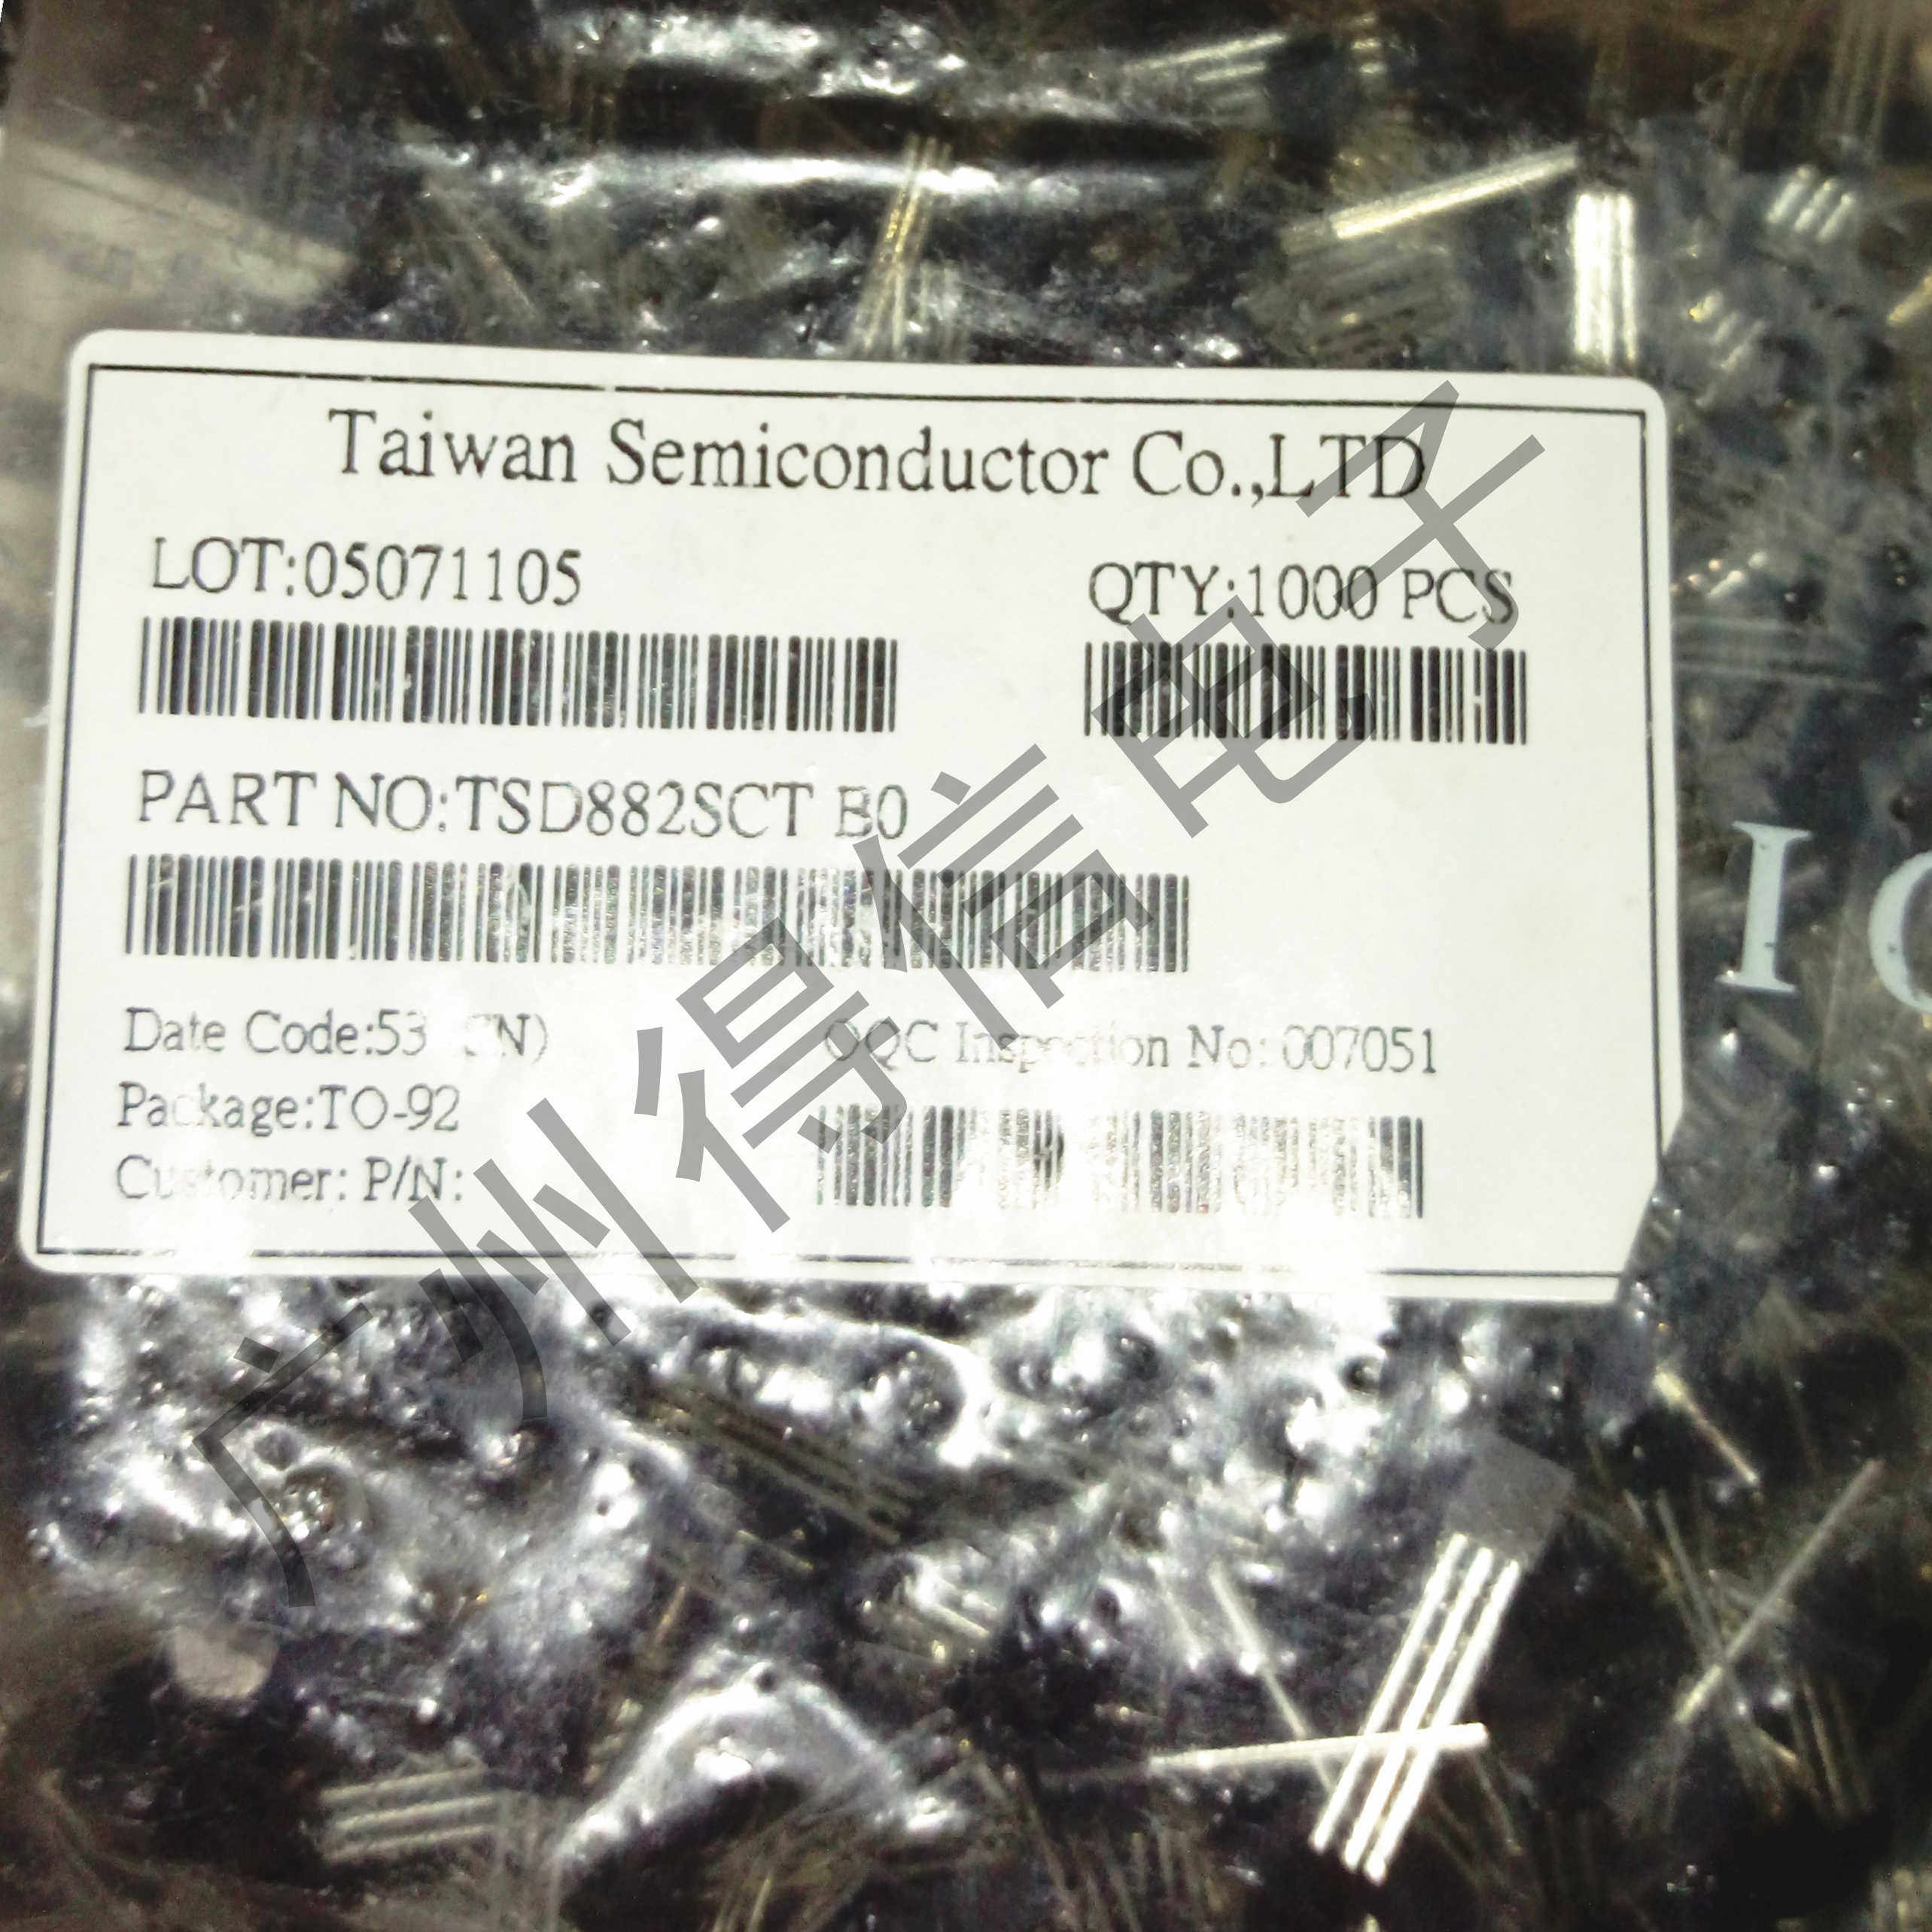 Taiwan Semiconductor Co.,LTD
LOT:05071105
QTY:1000 PCS
PART NO:TSD882SCT B0
Date Code:53
OQC Inspection No: 007051
Package:TO-92
Customer: P/N:
广州得信电子